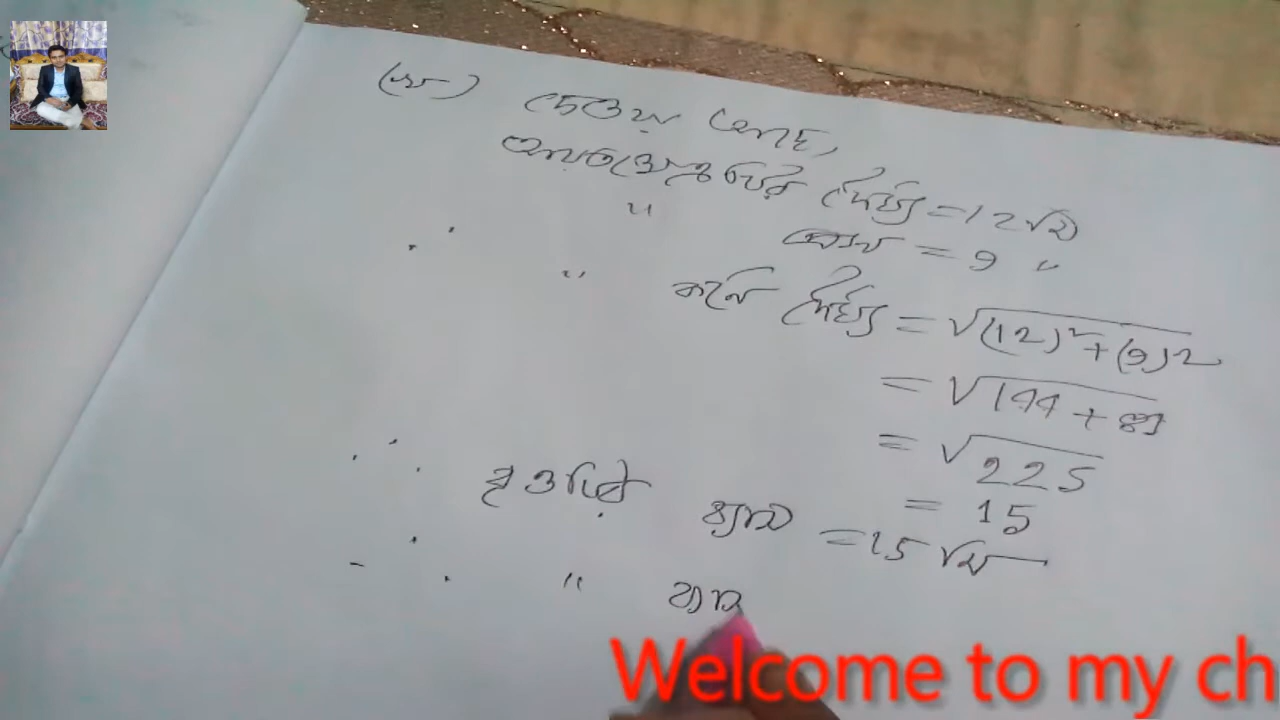 (খ) দেওয়া আছে,
আয়তক্ষেত্রটির দৈর্ঘ্য = 12 মি
" প্রস্থ = 9 "
∴ " কর্ণের দৈর্ঘ্য = √(12)² + (9)²
= √144 + 81
= √225
= 15
∴ বৃত্তটির ব্যাস = 15 মি
∴ " ব্যাস
Welcome to my ch